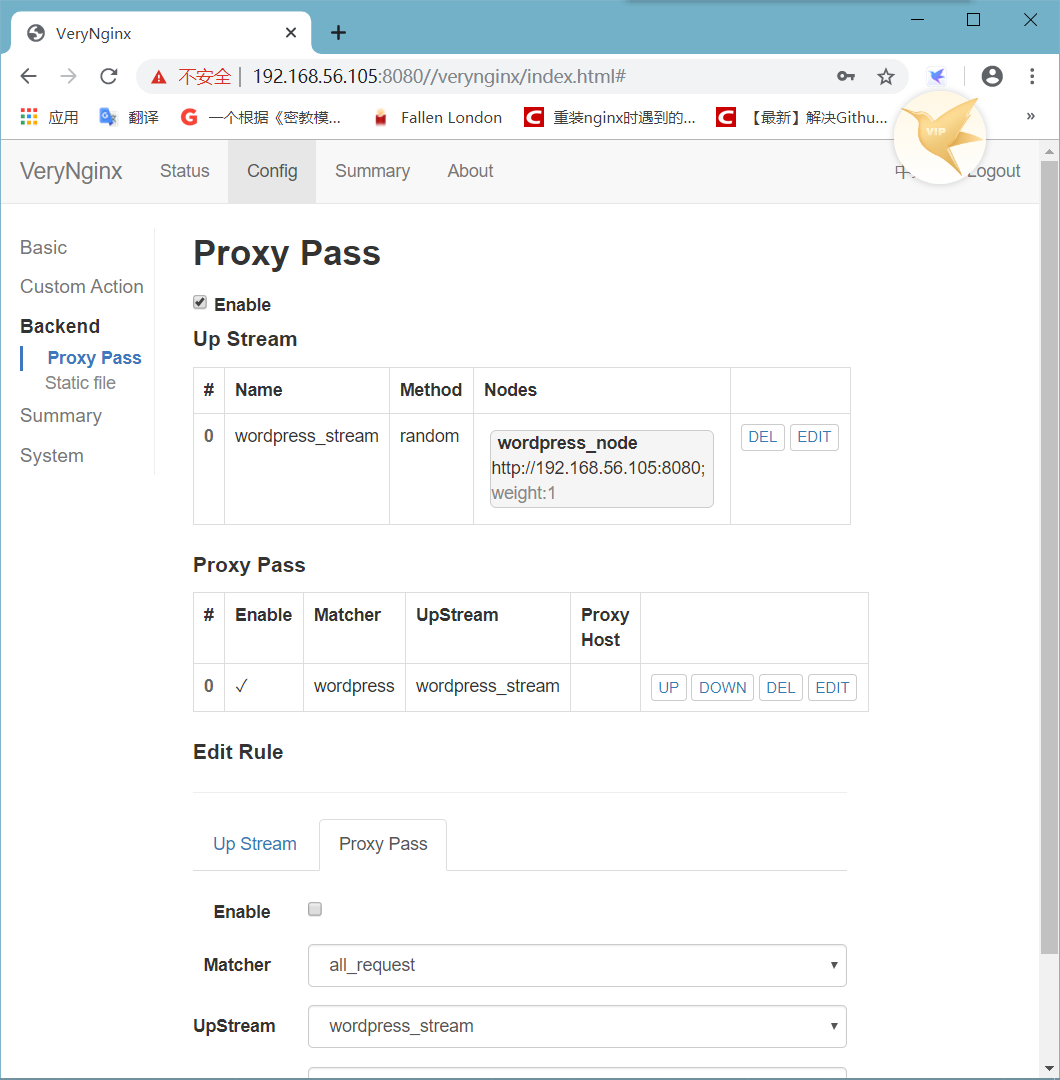 VeryNginx
不安全 192.168.56.105:8080//verynginx/index.html#
应用 翻译 一个根据《密教模... Fallen London 重装nginx时遇到的... 【最新】解决Githu... »
VIP
VeryNginx Status Config Summary About Logout
Basic
Custom Action
Backend
Proxy Pass
Static file
Summary
System
Proxy Pass
Enable
Up Stream
# Name Method Nodes
0 wordpress_stream random wordpress_node DEL EDIT
http://192.168.56.105:8080;
weight:1
Proxy Pass
# Enable Matcher UpStream Proxy Host
0 ✓ wordpress wordpress_stream UP DOWN DEL EDIT
Edit Rule
Up Stream Proxy Pass
Enable
Matcher all_request
UpStream wordpress_stream